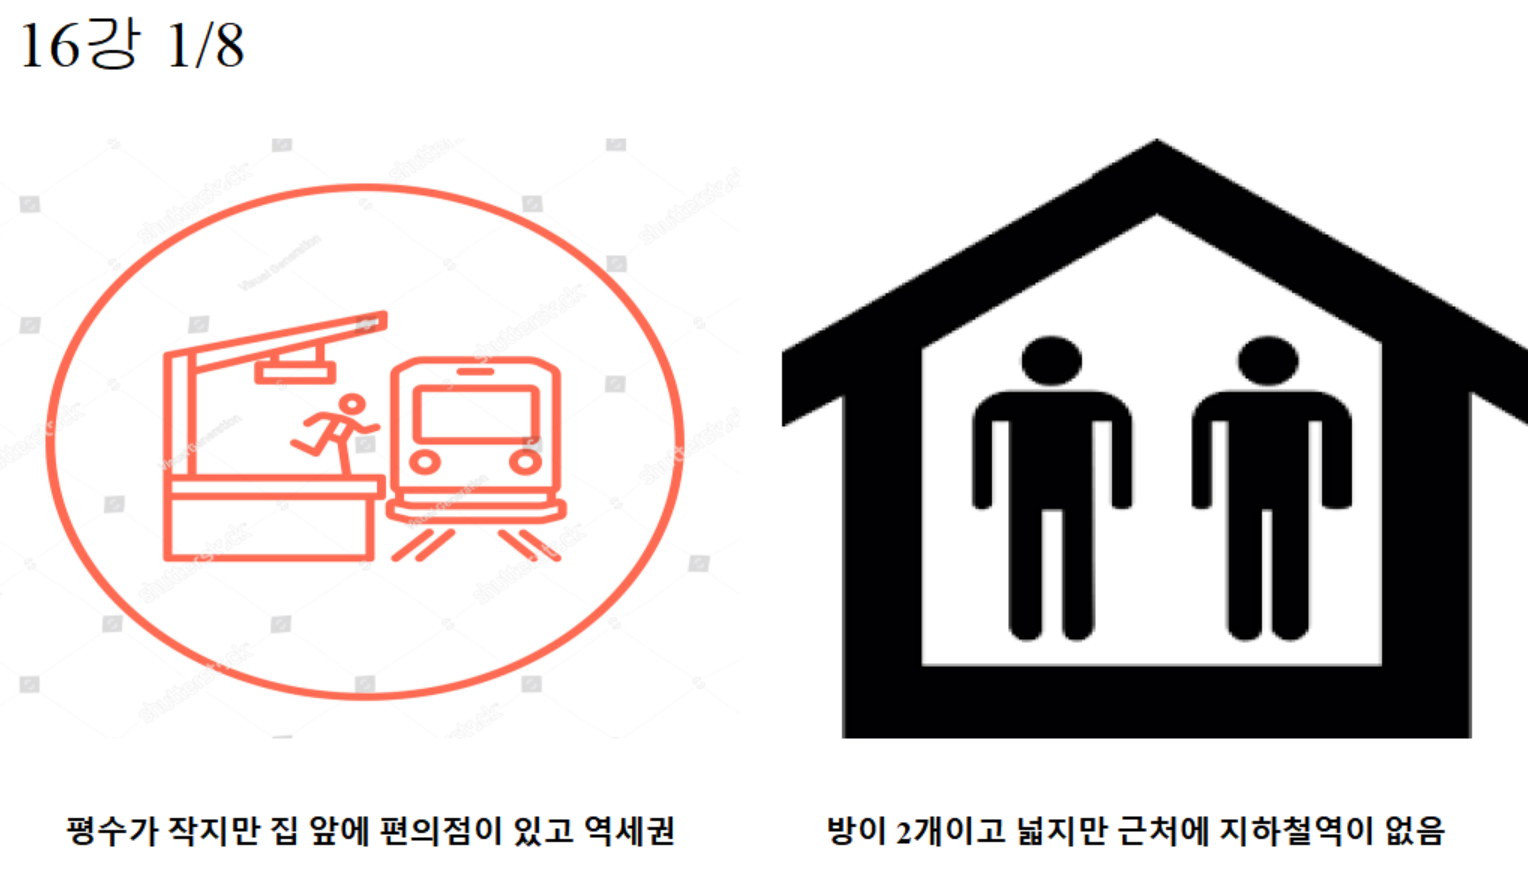 16강 1/8
평수가 작지만 집 앞에 편의점이 있고 역세권
방이 2개이고 넓지만 근처에 지하철역이 없음